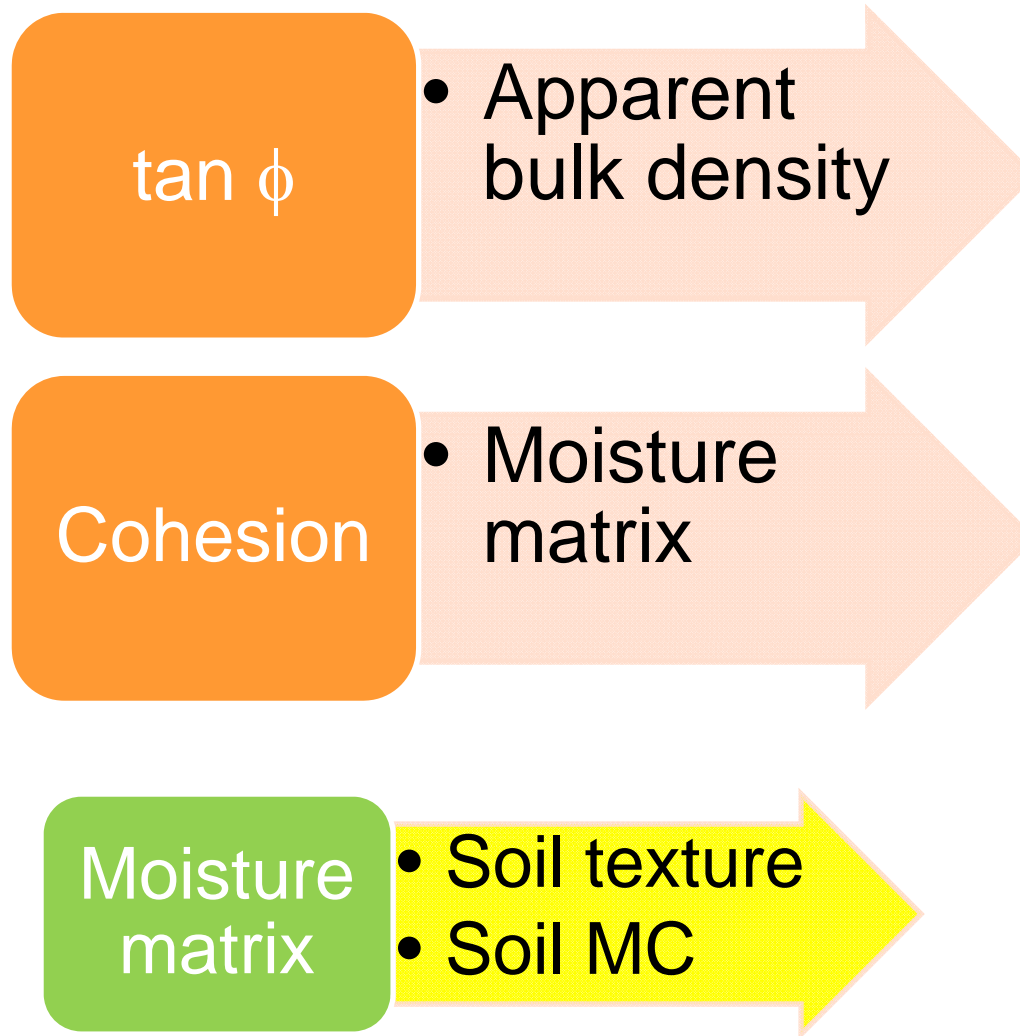 tan ϕ
• Apparent
bulk density
Cohesion
• Moisture
matrix
Moisture
matrix
• Soil texture
• Soil MC